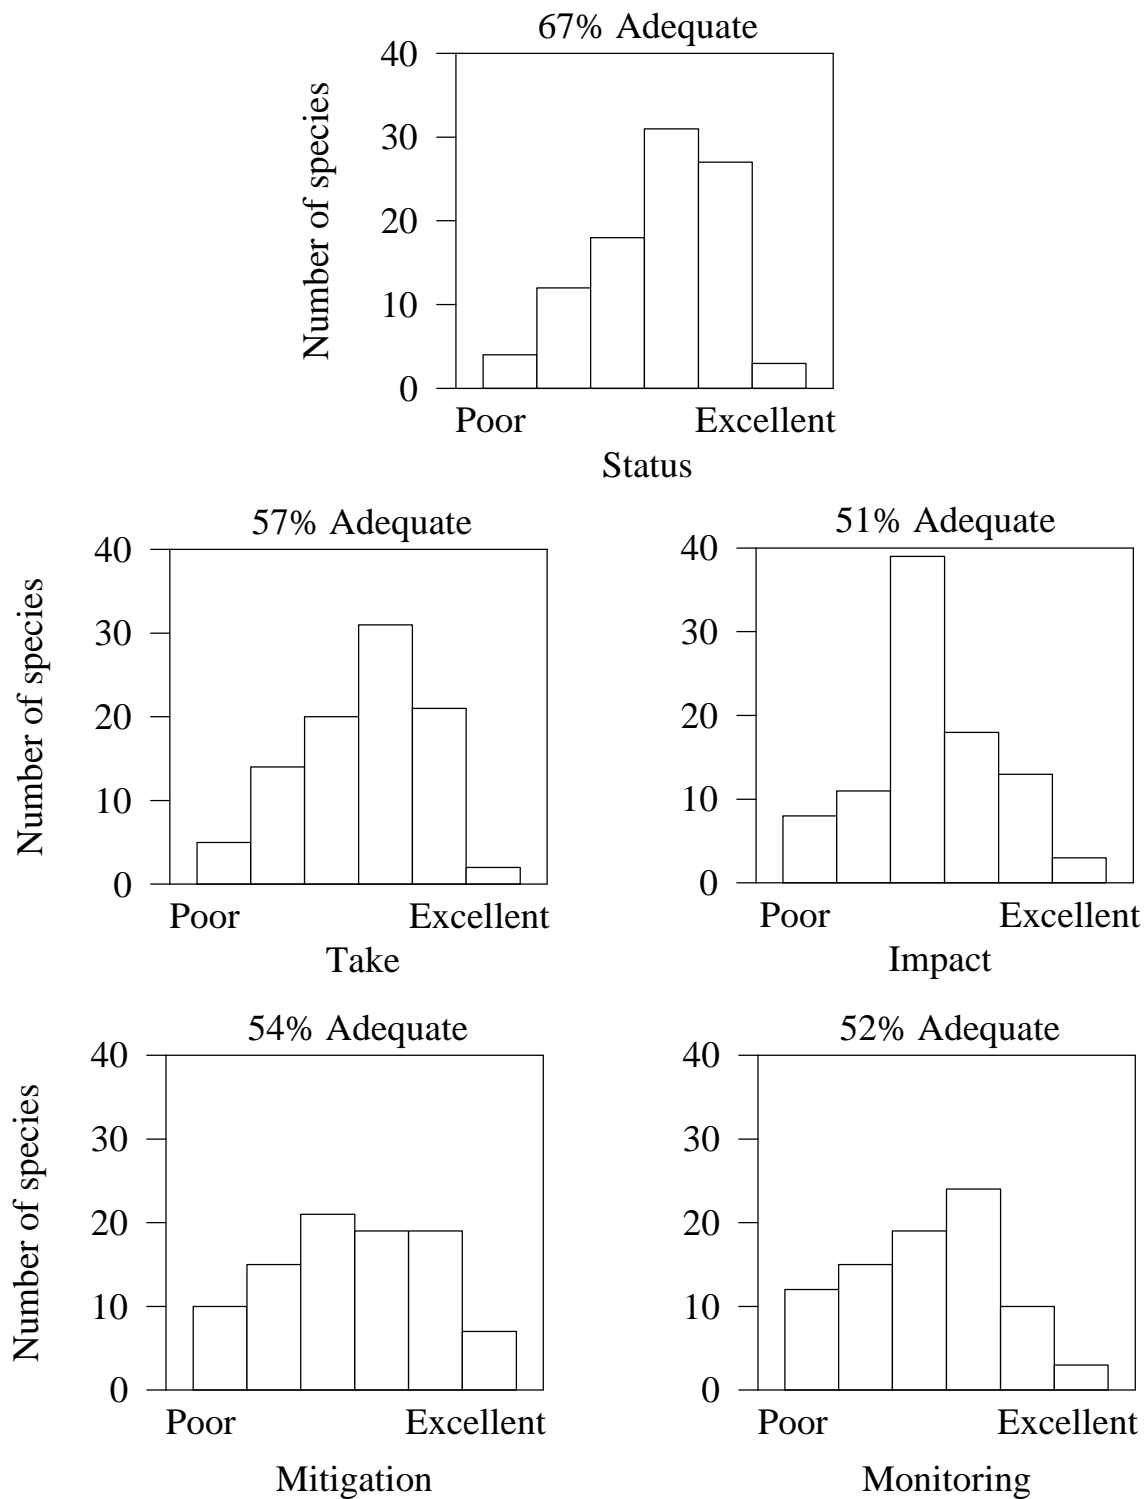 67% Adequate
40
30
20
10
0
Number of species
Poor Excellent
Status
57% Adequate
40
30
20
10
0
Number of species
Poor Excellent
Take
51% Adequate
40
30
20
10
0
Poor Excellent
Impact
54% Adequate
40
30
20
10
0
Number of species
Poor Excellent
Mitigation
52% Adequate
40
30
20
10
0
Poor Excellent
Monitoring